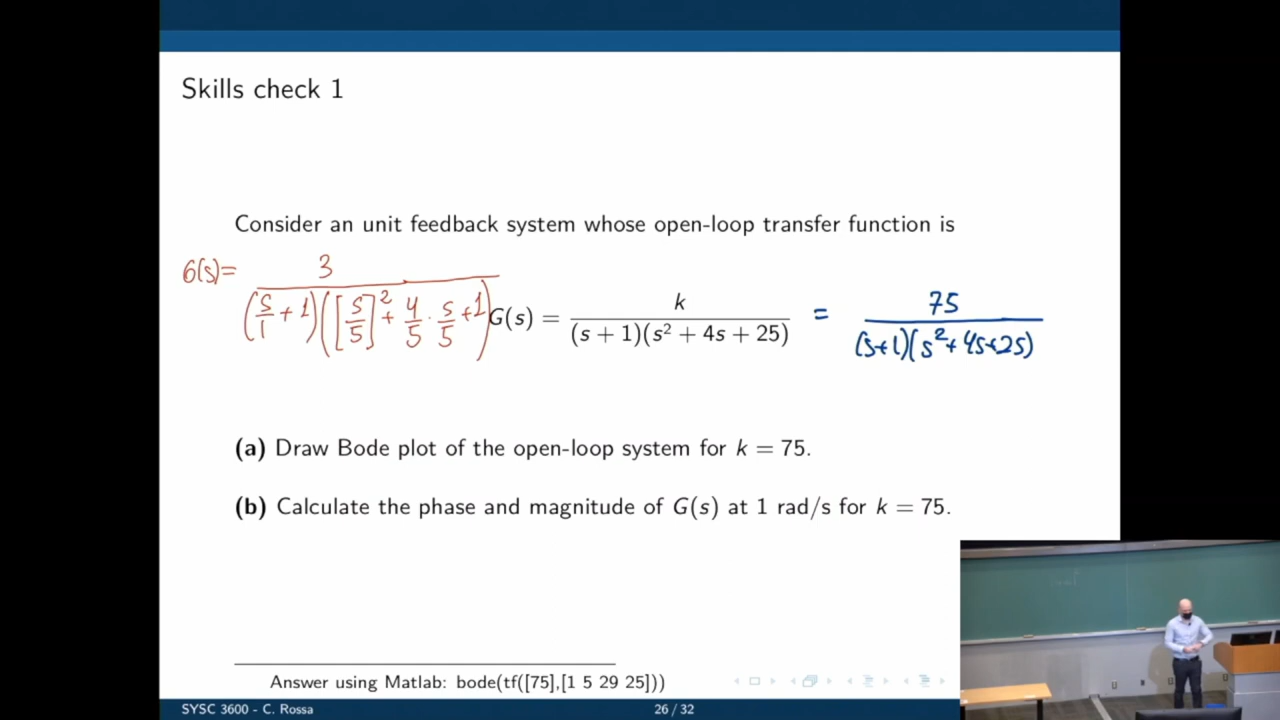 Skills check 1
Consider an unit feedback system whose open-loop transfer function is
G(s) = 3 / (s/1 + 1)([s/5]² + 4/5 · s/5 + 1)
G(s) = k / (s + 1)(s² + 4s + 25) = 75 / (s+1)(s²+4s+25)
(a) Draw Bode plot of the open-loop system for k = 75.
(b) Calculate the phase and magnitude of G(s) at 1 rad/s for k = 75.
Answer using Matlab: bode(tf([75],[1 5 29 25]))
SYSC 3600 - C. Rossa
26 / 32